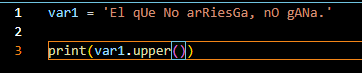 1 var1 = 'El qUe No arRiesGa, nO gANa.'
2
3 print(var1.upper())